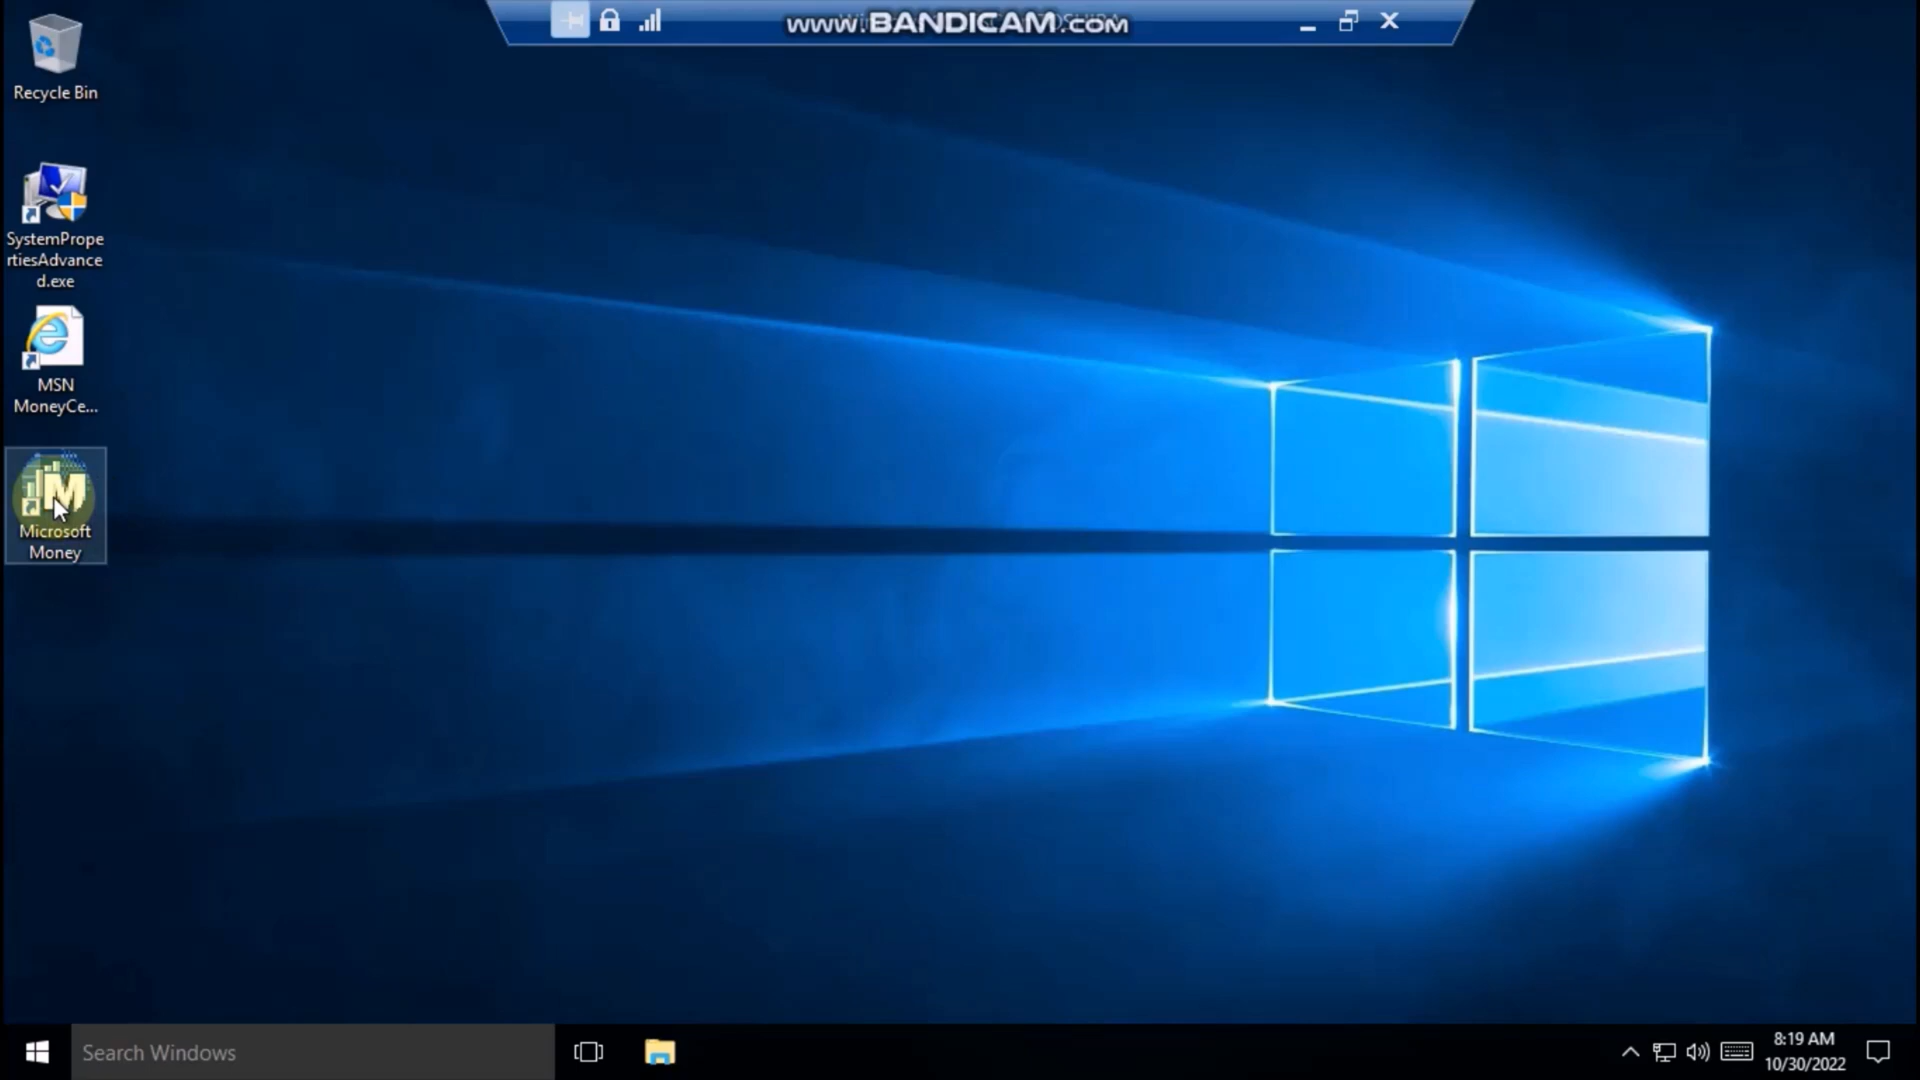 www.BANDICAM.com
Recycle Bin
SystemPrope
rtiesAdvance
d.exe
MSN
MoneyCe...
M
Microsoft
Money
Search Windows
8:19 AM
10/30/2022